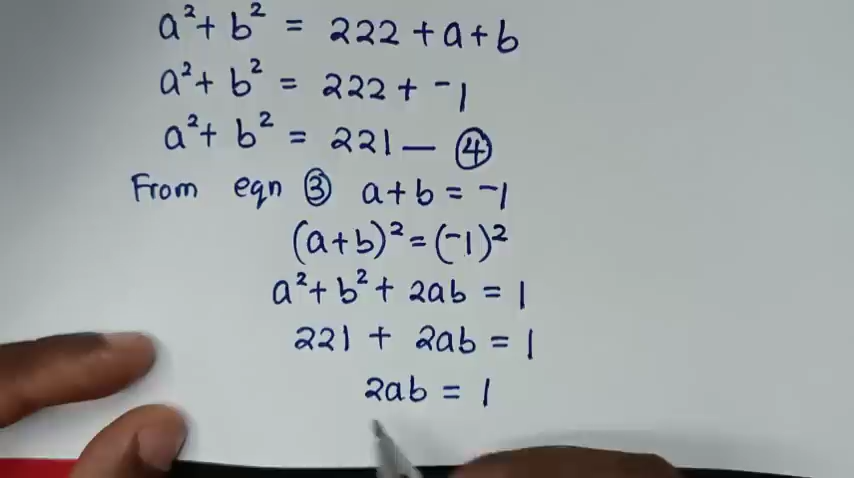 a² + b² = 222 + a + b
a² + b² = 222 + -1
a² + b² = 221 — ④
From eqn ③ a + b = -1
(a + b)² = (-1)²
a² + b² + 2ab = 1
221 + 2ab = 1
2ab = 1